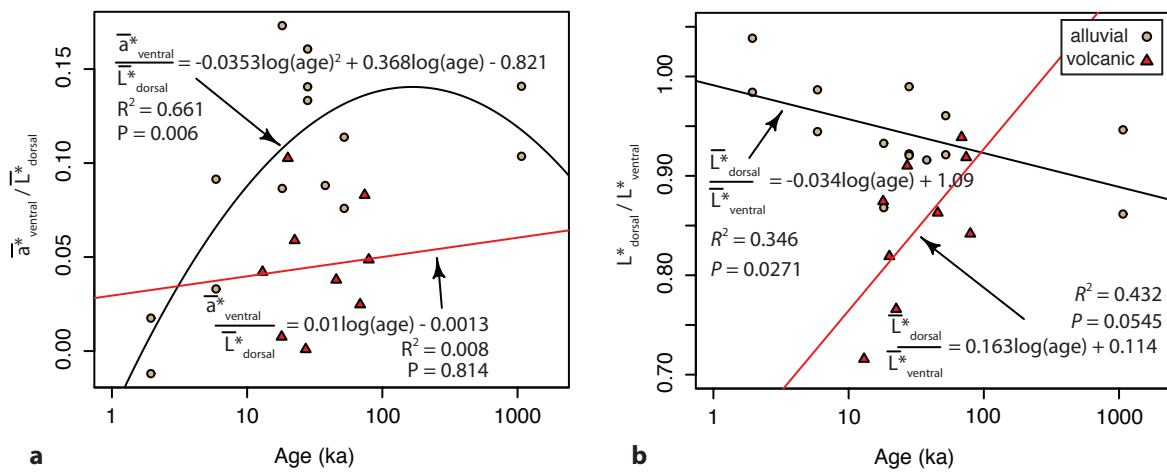 a̅*ventral / L̅*dorsal
0.15
0.10
0.05
0.00
a̅*ventral
L̅*dorsal
= -0.0353log(age)² + 0.368log(age) - 0.821
R² = 0.661
P = 0.006
a̅*ventral
L̅*dorsal
= 0.01log(age) - 0.0013
R² = 0.008
P = 0.814
1 10 100 1000
Age (ka)
a
L*dorsal / L*ventral
1.00
0.90
0.80
0.70
alluvial
volcanic
L̅*dorsal
L̅*ventral
= -0.034log(age) + 1.09
R² = 0.346
P = 0.0271
R² = 0.432
P = 0.0545
L̅*dorsal
L̅*ventral
= 0.163log(age) + 0.114
1 10 100 1000
Age (ka)
b